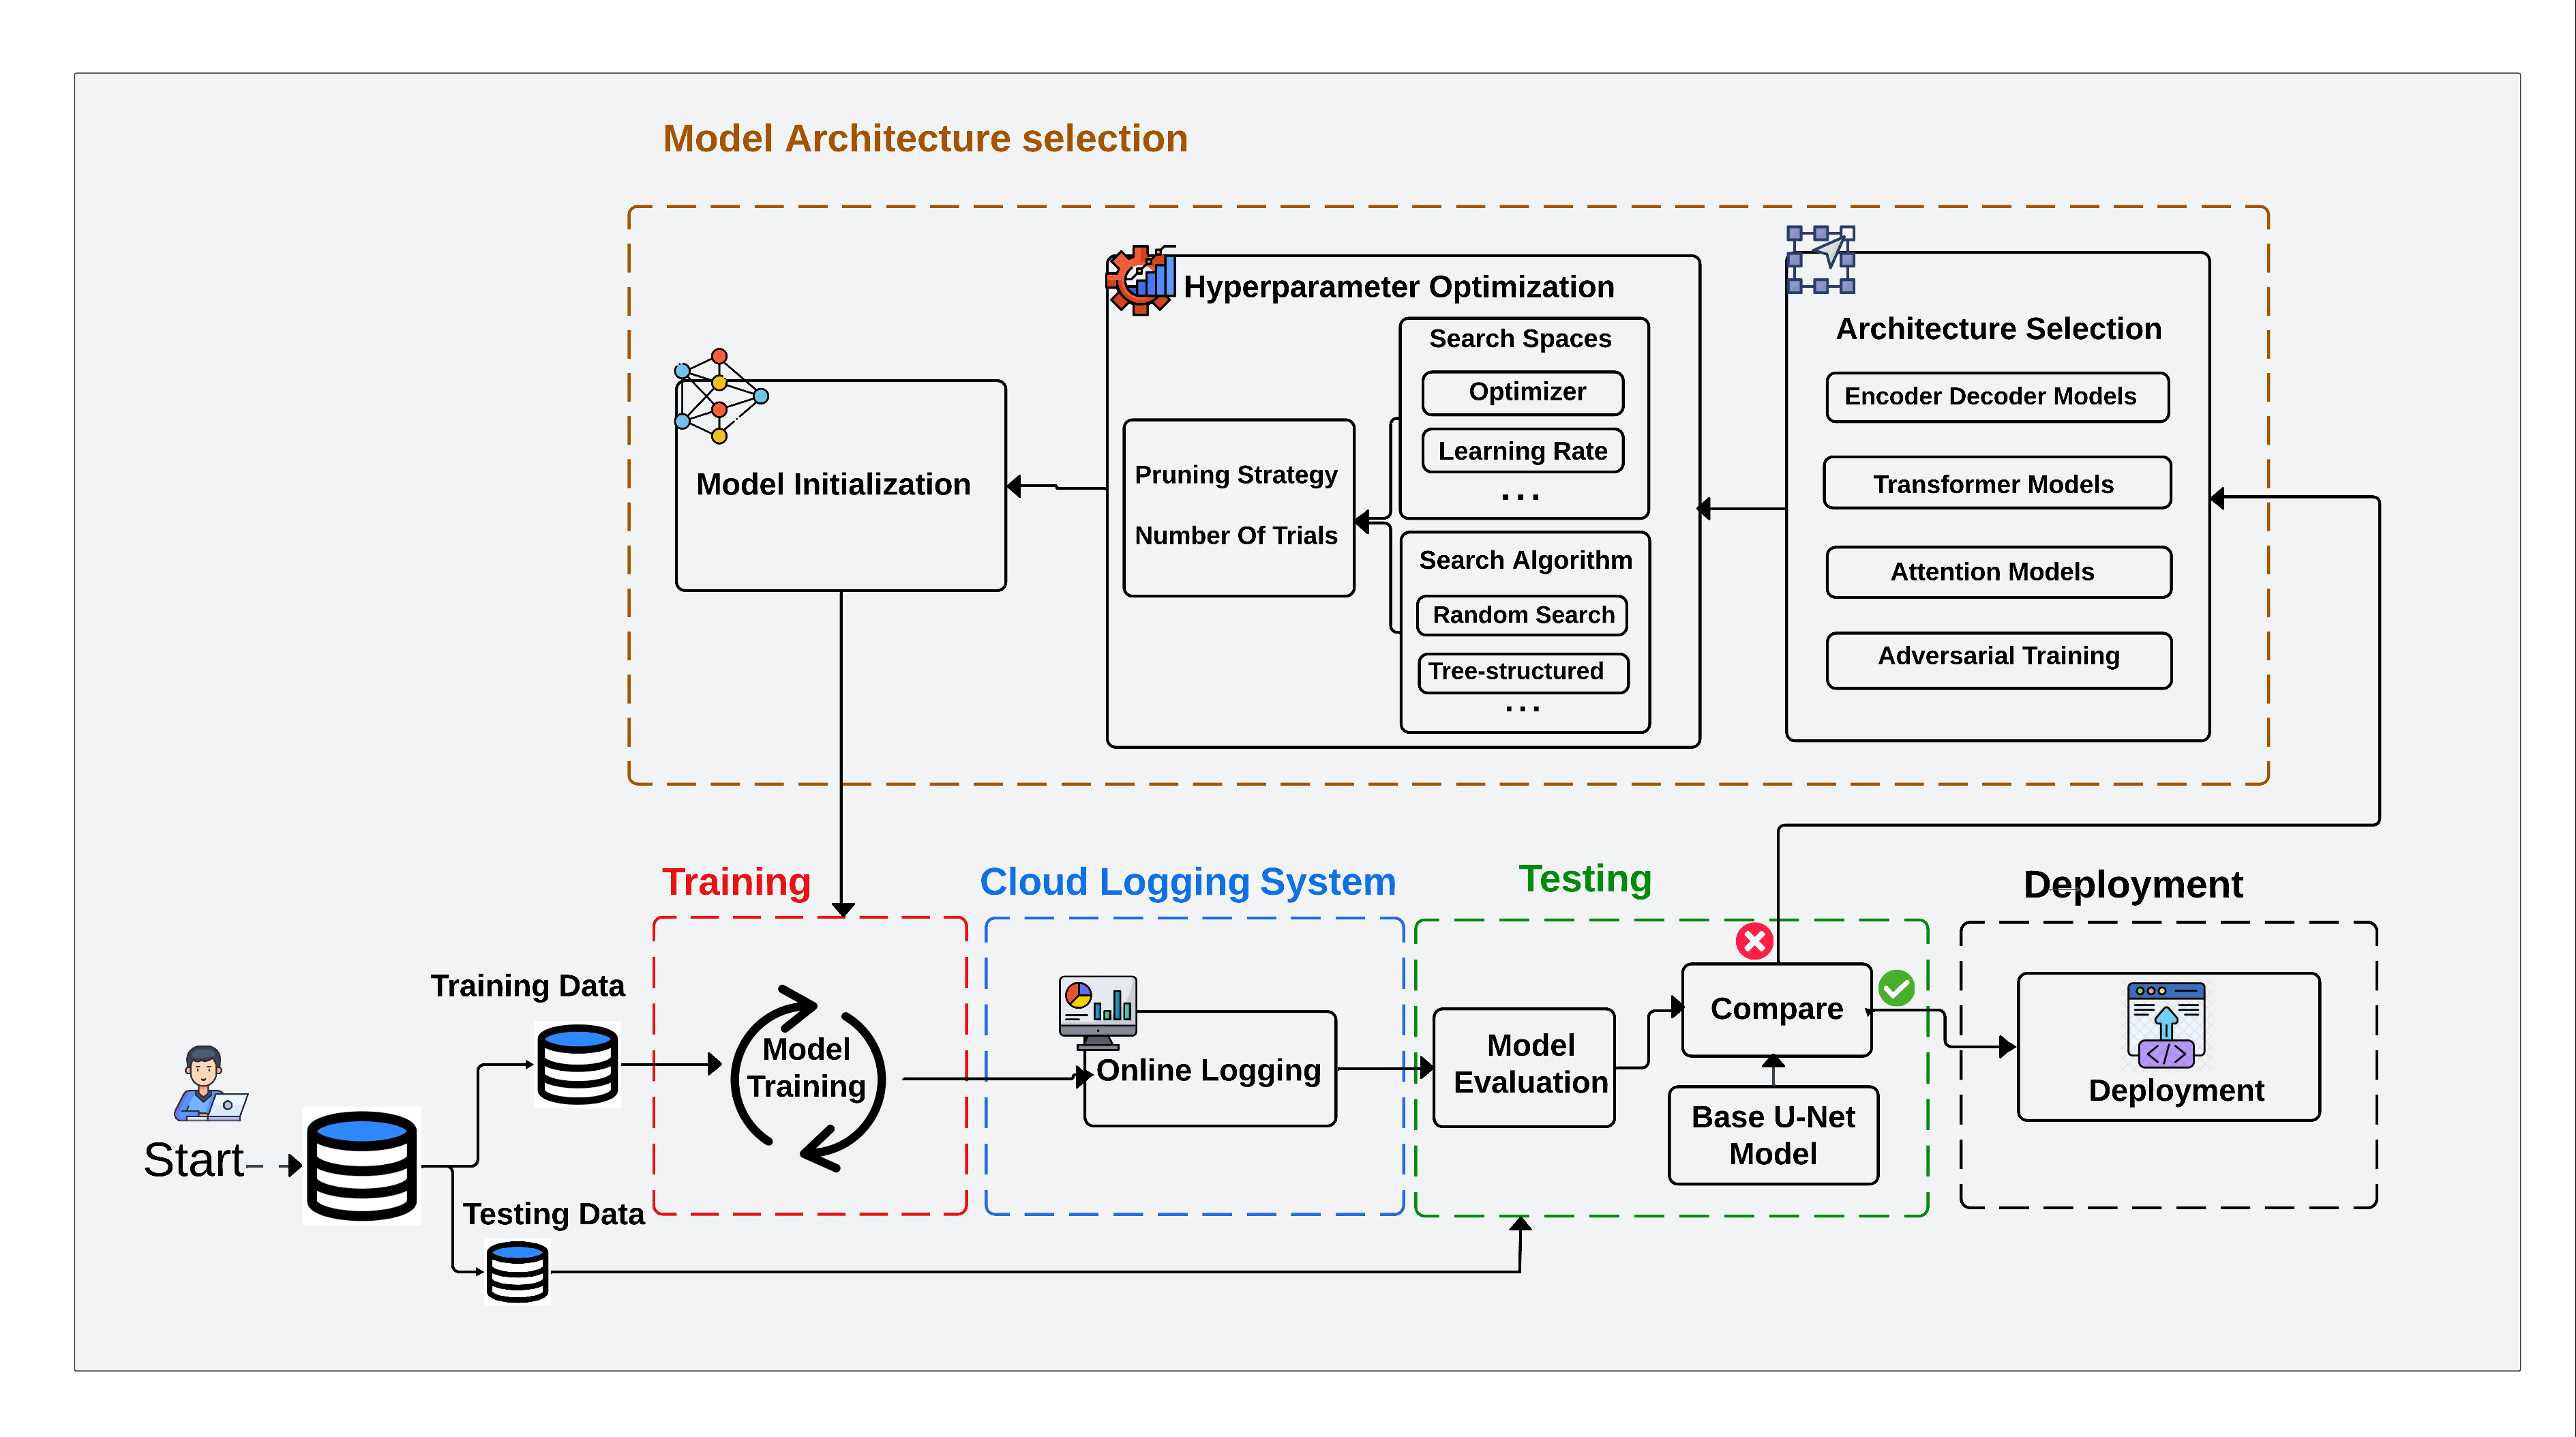 Model Architecture selection
Hyperparameter Optimization
Search Spaces
Optimizer
Learning Rate
...
Pruning Strategy
Number Of Trials
Search Algorithm
Random Search
Tree-structured
...
Architecture Selection
Encoder Decoder Models
Transformer Models
Attention Models
Adversarial Training
Model Initialization
Training
Cloud Logging System
Testing
Deployment
Training Data
Model
Training
Online Logging
Model
Evaluation
Compare
Base U-Net
Model
Deployment
Start
Testing Data